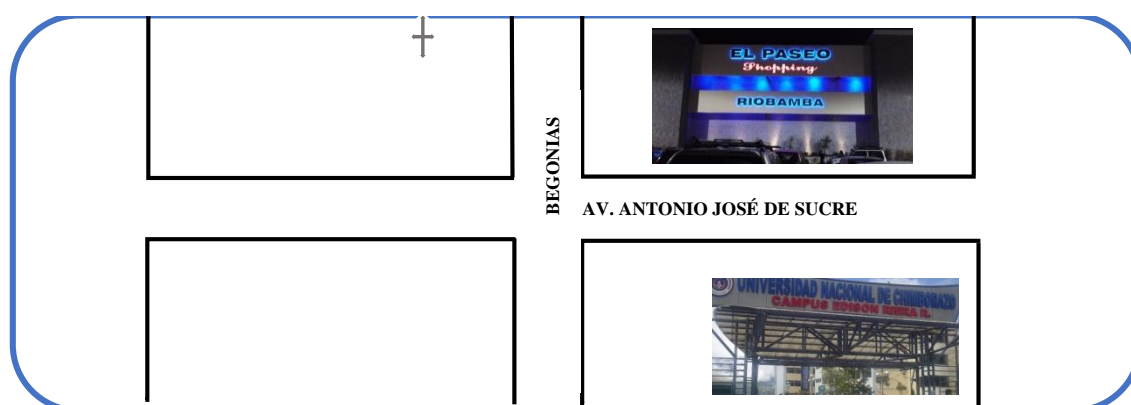 EL PASEO
Shopping
RIOBAMBA
BEGONIAS
AV. ANTONIO JOSÉ DE SUCRE
UNIVERSIDAD NACIONAL DE CHIMBORAZO
CAMPUS EDISON RIERA R.